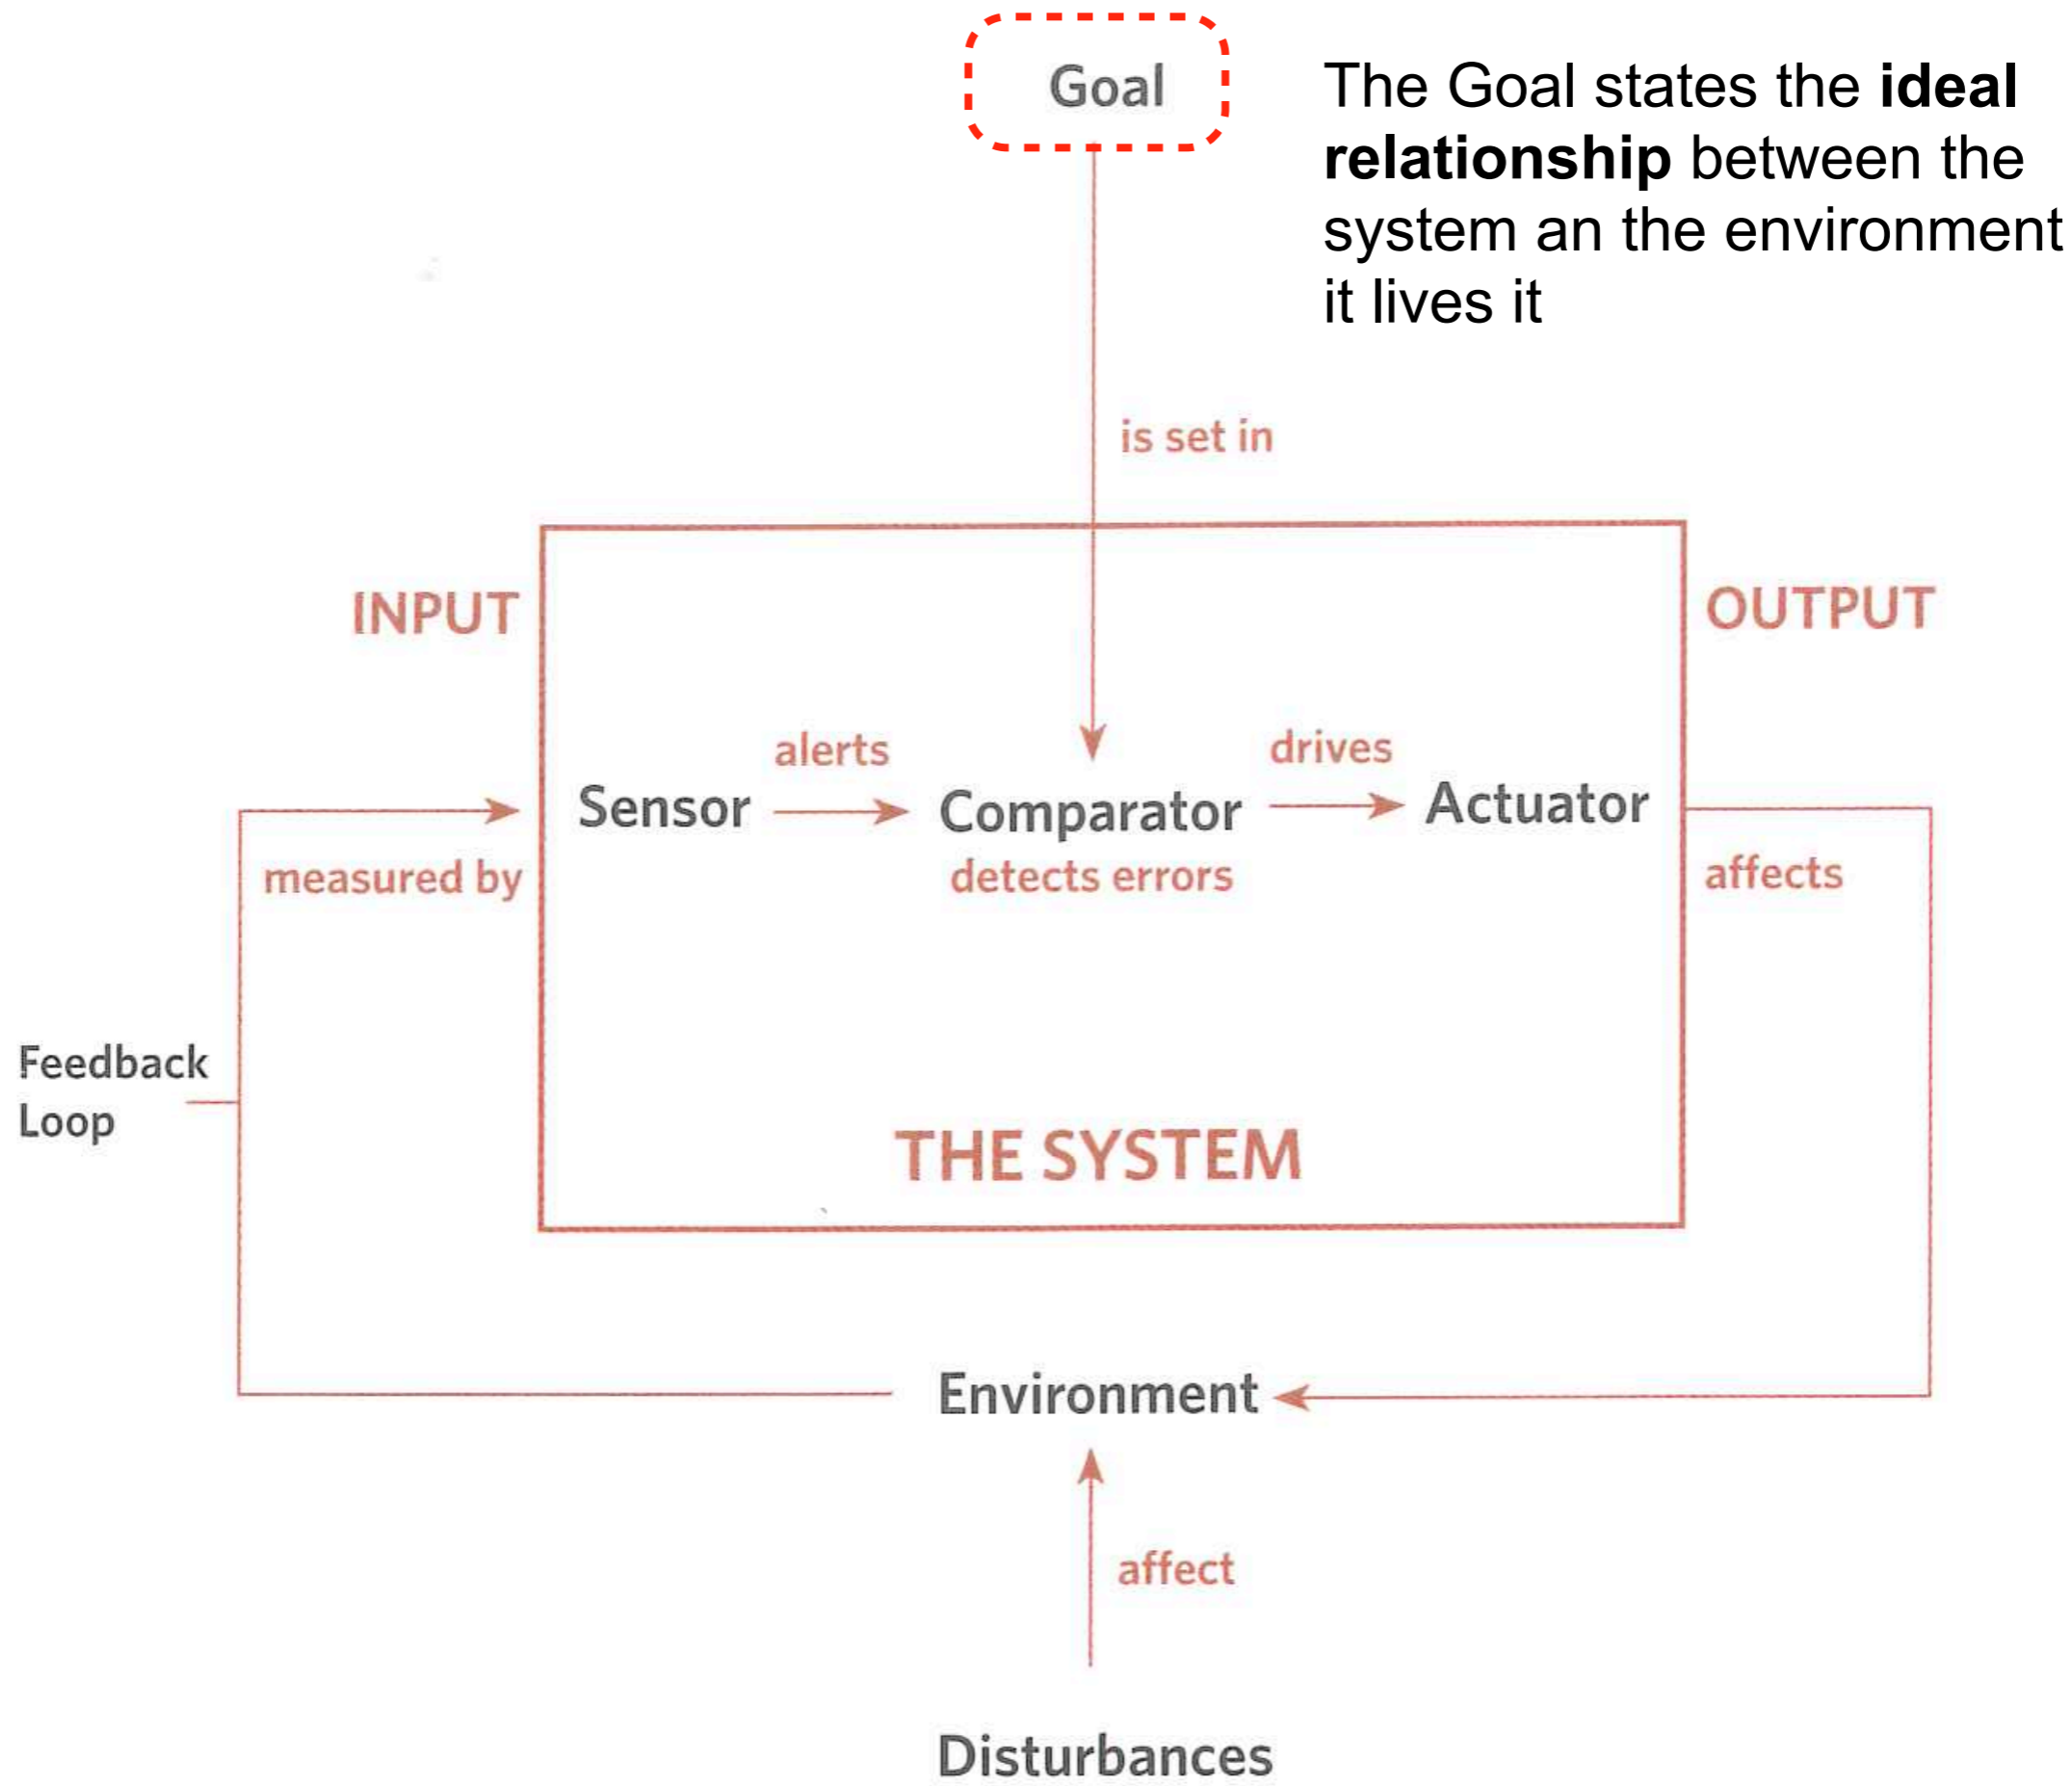 Goal
The Goal states the ideal
relationship between the
system an the environment
it lives it
is set in
INPUT
OUTPUT
alerts
drives
Sensor
Comparator
Actuator
measured by
detects errors
affects
Feedback
Loop
THE SYSTEM
Environment
affect
Disturbances